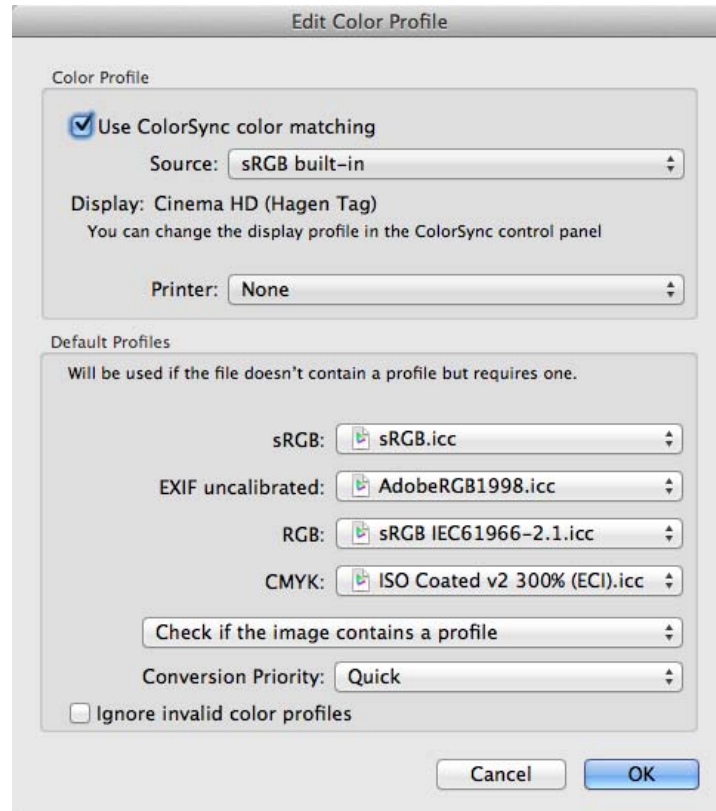 Edit Color Profile
Color Profile
Use ColorSync color matching
Source: sRGB built-in
Display: Cinema HD (Hagen Tag)
You can change the display profile in the ColorSync control panel
Printer: None
Default Profiles
Will be used if the file doesn't contain a profile but requires one.
sRGB: sRGB.icc
EXIF uncalibrated: AdobeRGB1998.icc
RGB: sRGB IEC61966-2.1.icc
CMYK: ISO Coated v2 300% (ECI).icc
Check if the image contains a profile
Conversion Priority: Quick
Ignore invalid color profiles
Cancel OK